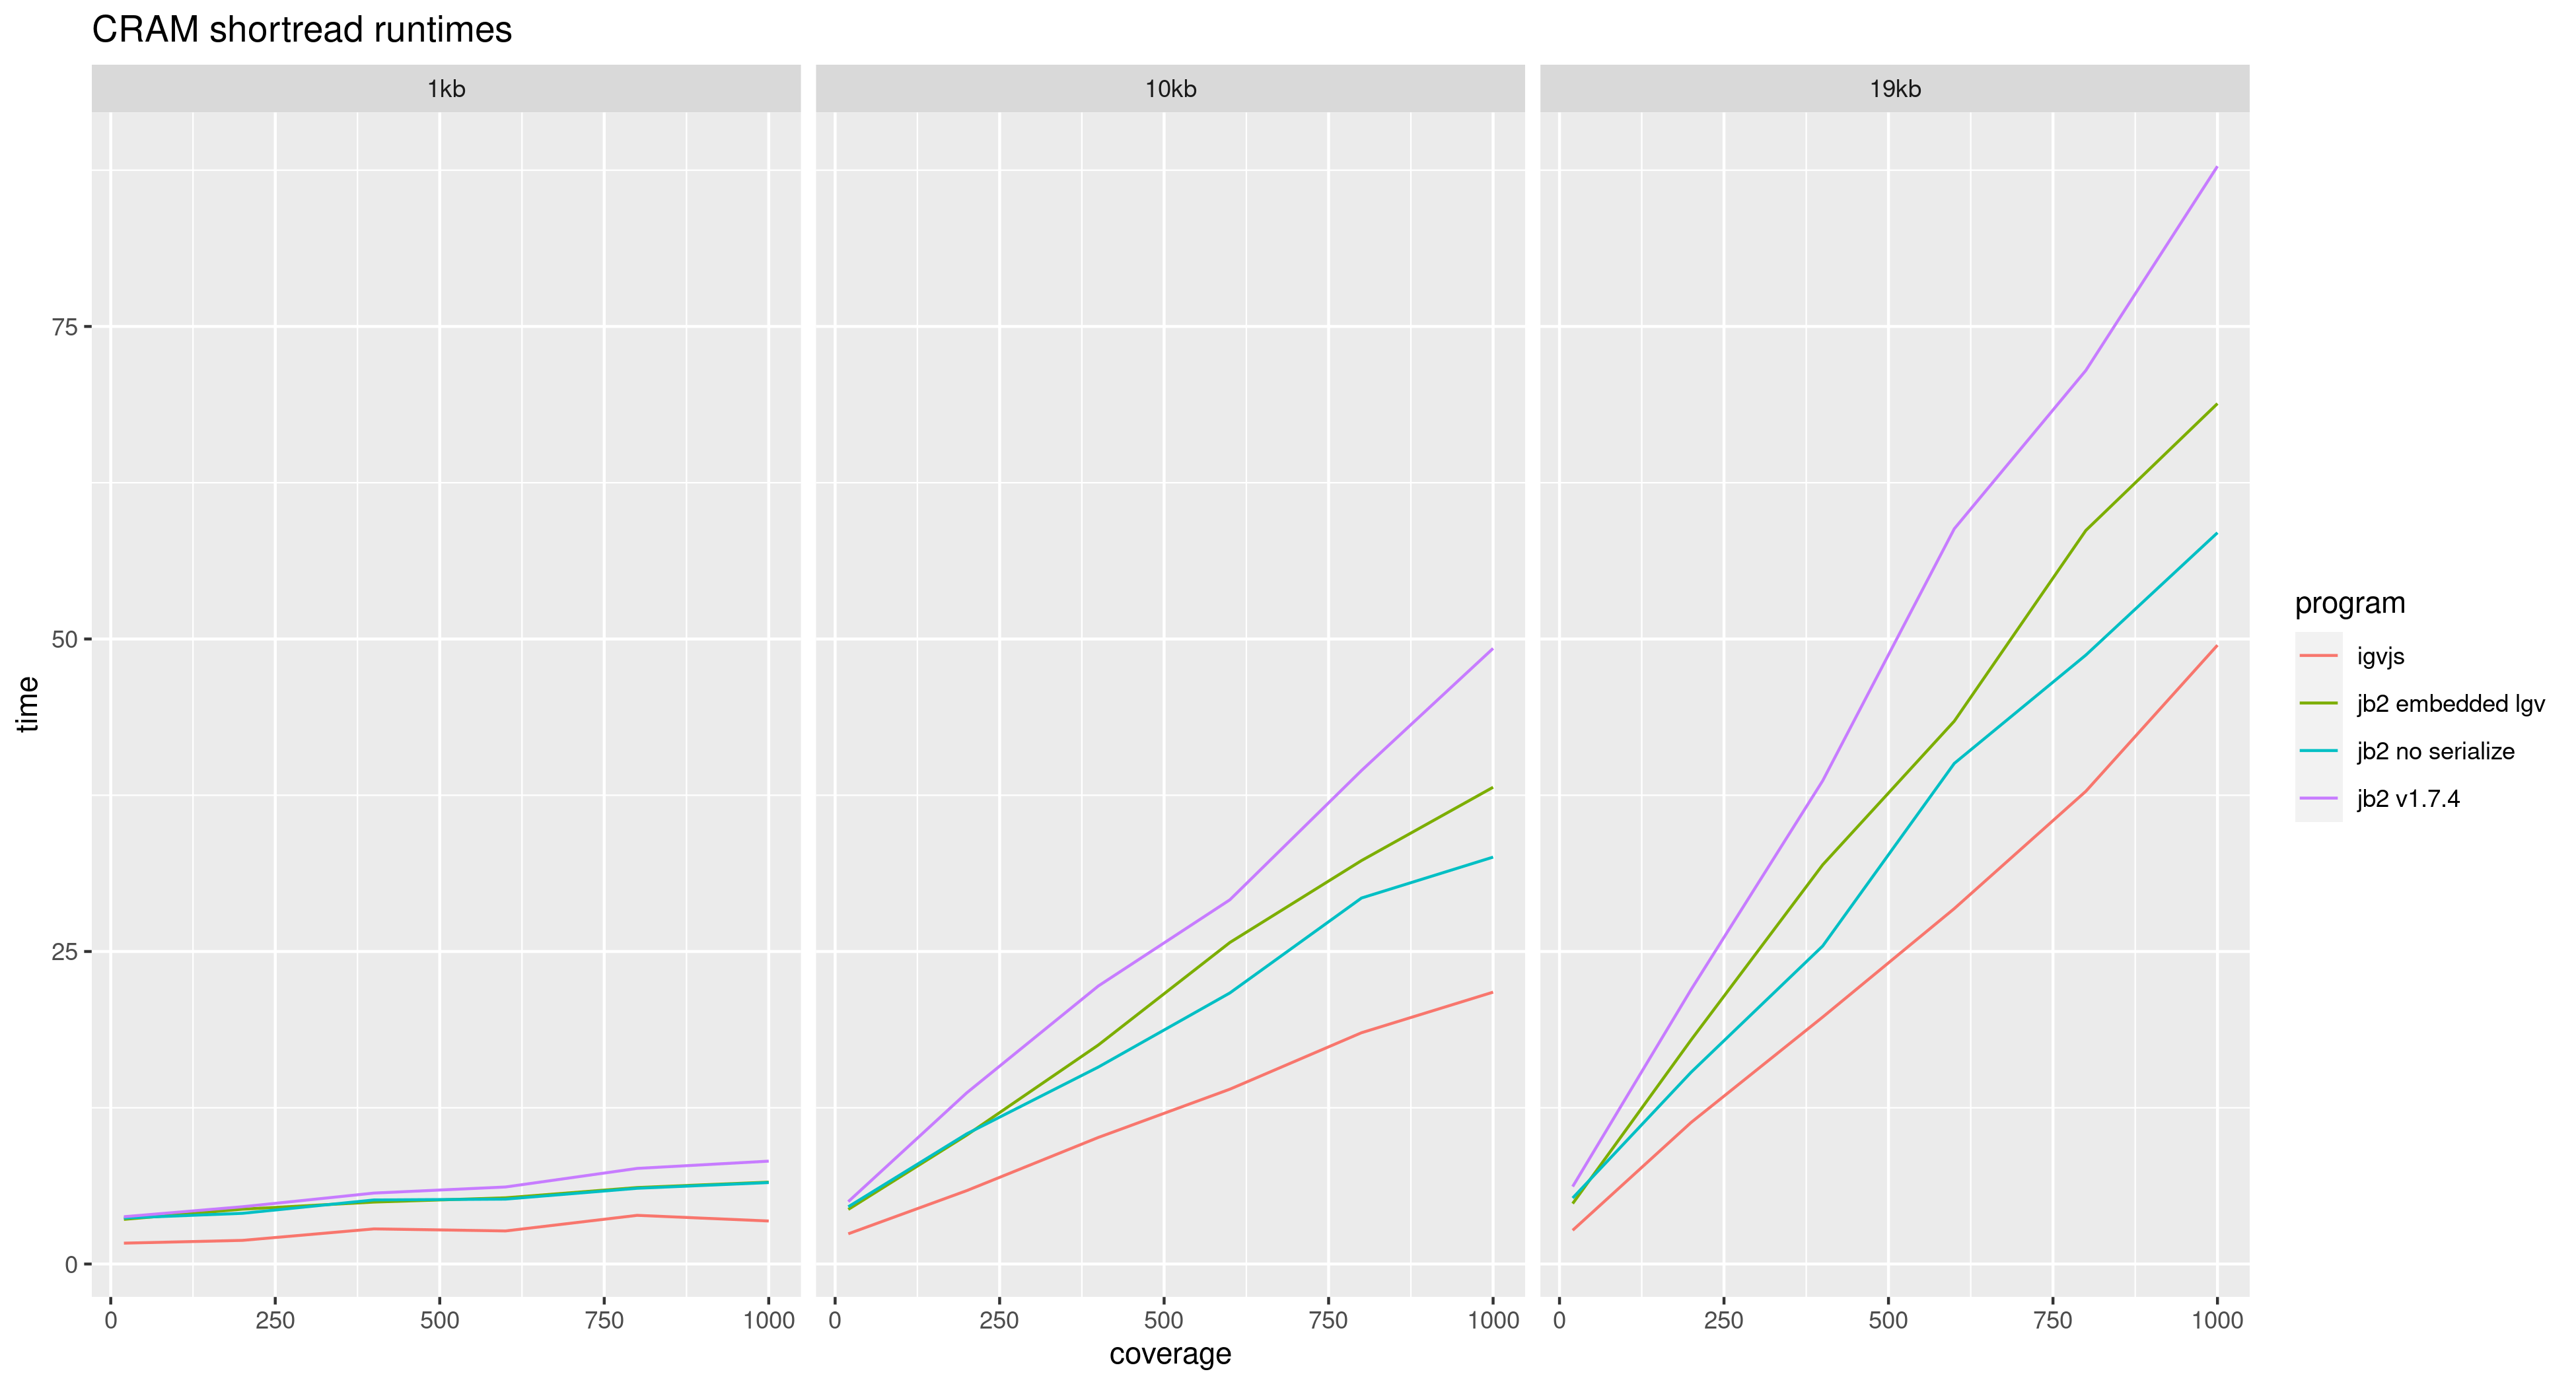 CRAM shortread runtimes
1kb
10kb
19kb
time
75
50
25
0
0 250 500 750 1000
0 250 500 750 1000
0 250 500 750 1000
coverage
program
igvjs
jb2 embedded lgv
jb2 no serialize
jb2 v1.7.4